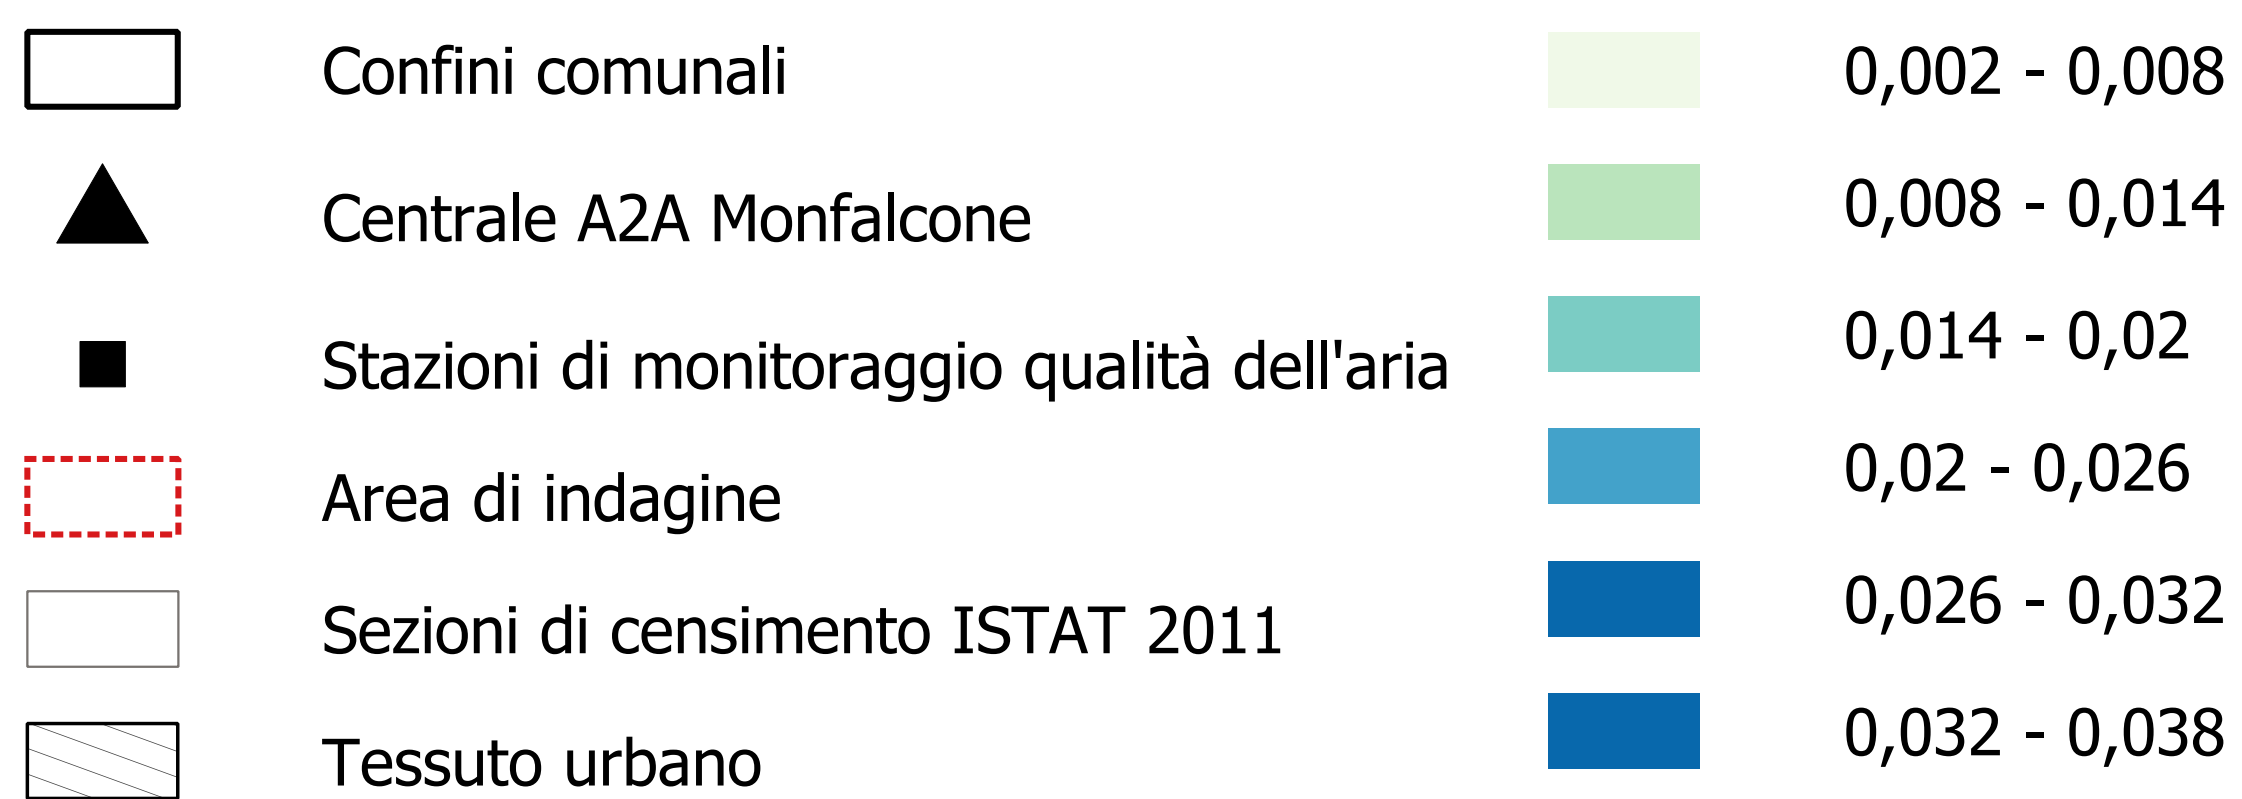 Confini comunali
Centrale A2A Monfalcone
Stazioni di monitoraggio qualità dell'aria
Area di indagine
Sezioni di censimento ISTAT 2011
Tessuto urbano
0,002 - 0,008
0,008 - 0,014
0,014 - 0,02
0,02 - 0,026
0,026 - 0,032
0,032 - 0,038